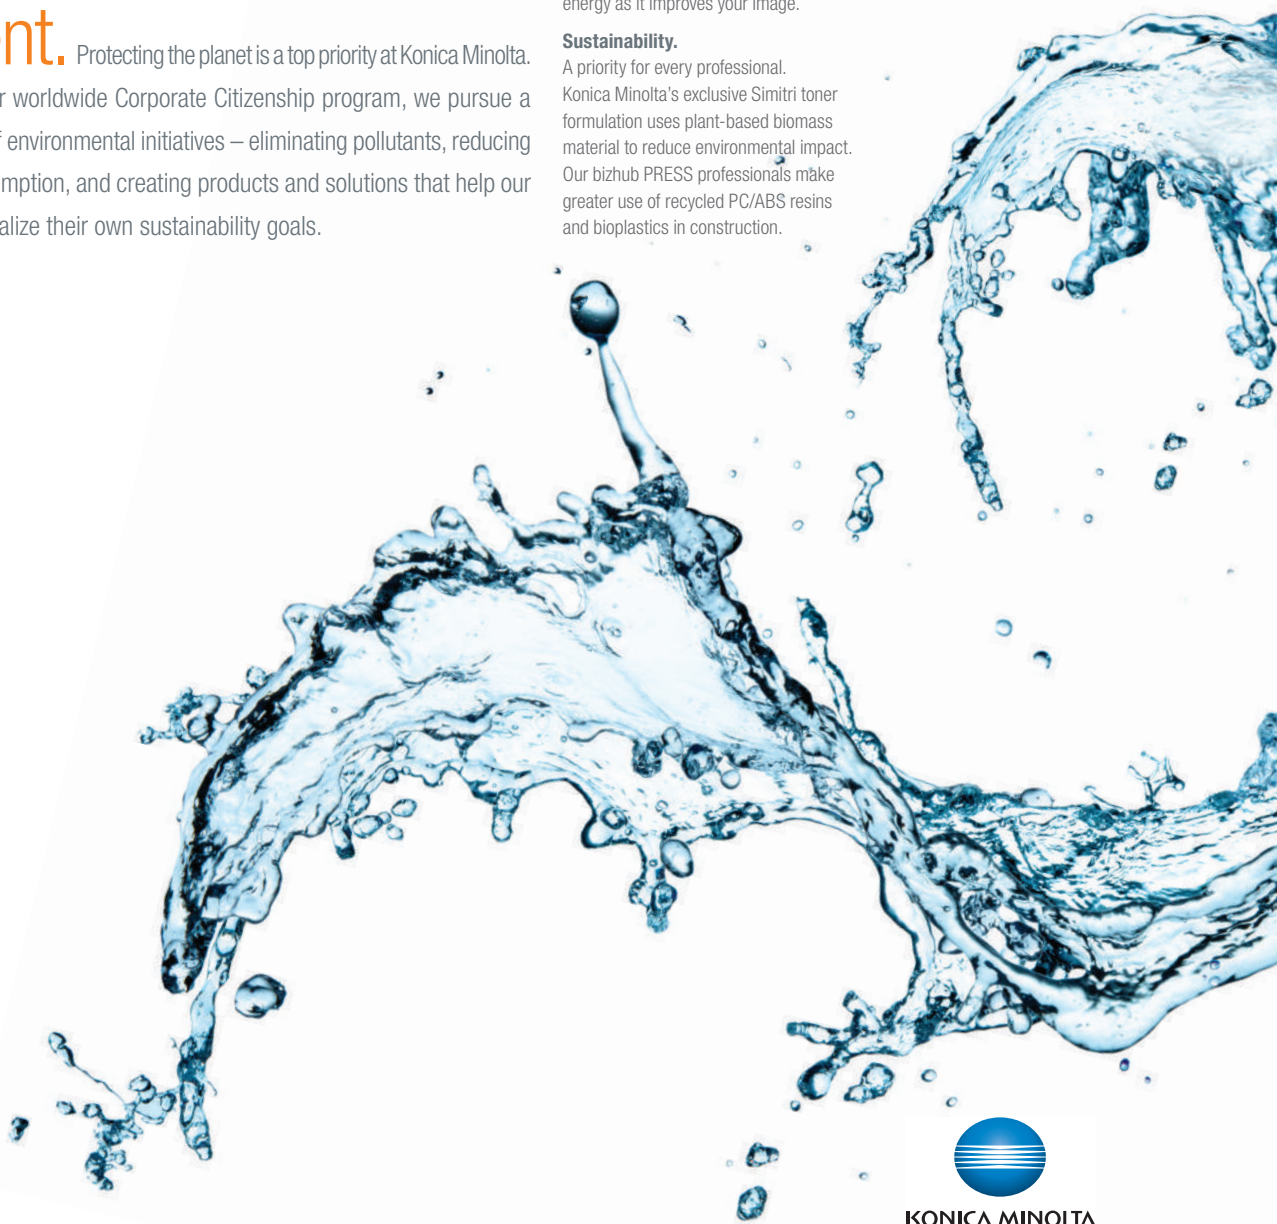 nt. Protecting the planet is a top priority at Konica Minolta.
r worldwide Corporate Citizenship program, we pursue a
f environmental initiatives – eliminating pollutants, reducing
mption, and creating products and solutions that help our
alize their own sustainability goals.
energy as it improves your image.
Sustainability.
A priority for every professional.
Konica Minolta's exclusive Simitri toner
formulation uses plant-based biomass
material to reduce environmental impact.
Our bizhub PRESS professionals make
greater use of recycled PC/ABS resins
and bioplastics in construction.
KONICA MINOLTA